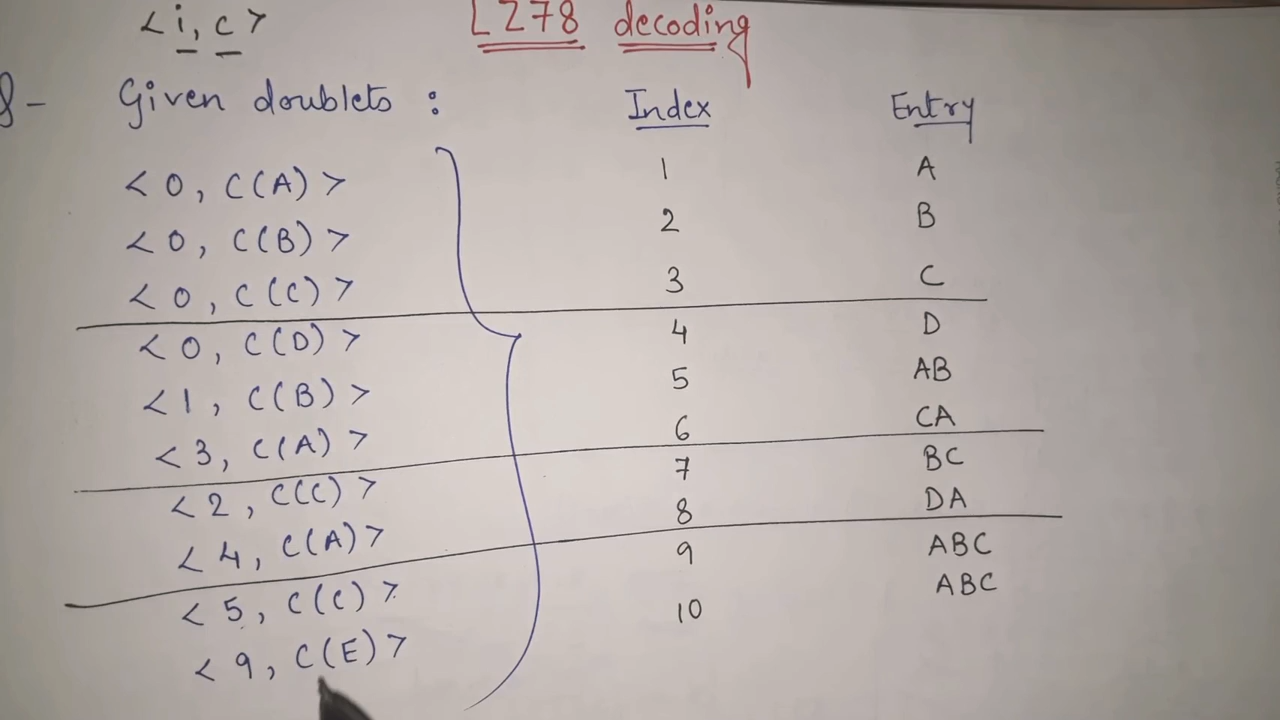 <i, c> LZ78 decoding
8- Given doublets : Index Entry
<0, C(A)> 1 A
<0, C(B)> 2 B
<0, C(C)> 3 C
<0, C(D)> 4 D
<1, C(B)> 5 AB
<3, C(A)> 6 CA
<2, C(C)> 7 BC
<4, C(A)> 8 DA
<5, C(C)> 9 ABC
<9, C(E)> 10 ABC